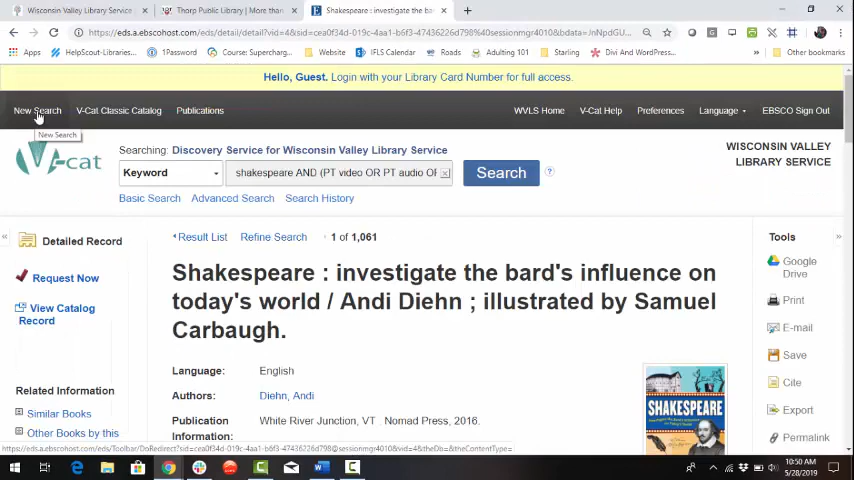 Wisconsin Valley Library Service
Thorp Public Library | More than
Shakespeare : investigate the ba
https://eds.a.ebscohost.com/eds/detail/detail?vid=4&sid=cea0e50d-4aa1-b6f3-47436226d798%40sessionmgr4010&bdata=JnNpdGU...
Apps
HelpScout-Libraries...
1Password
Course: Supercharg...
Website
IFLS Calendar
Roads
Adulting 101
Starling
Divi And WordPress...
Other bookmarks
Hello, Guest. Login with your Library Card Number for full access.
New Search
V-Cat Classic Catalog
Publications
WVLS Home
V-Cat Help
Preferences
Language
EBSCO Sign Out
New Search
V-cat
Searching: Discovery Service for Wisconsin Valley Library Service
WISCONSIN VALLEY
LIBRARY SERVICE
Keyword
shakespeare AND (PT video OR PT audio OR
Search
Basic Search
Advanced Search
Search History
Detailed Record
Result List
Refine Search
1 of 1,061
Tools
Request Now
View Catalog
Record
Shakespeare : investigate the bard's influence on
today's world / Andi Diehn ; illustrated by Samuel
Carbaugh.
Google
Drive
Print
E-mail
Save
Cite
Export
Permalink
Language:
English
Authors:
Diehn, Andi
Publication
Information:
White River Junction, VT . Nomad Press, 2016.
SHAKESPEARE
Related Information
Similar Books
Other Books by this
10:50 AM
5/28/2019